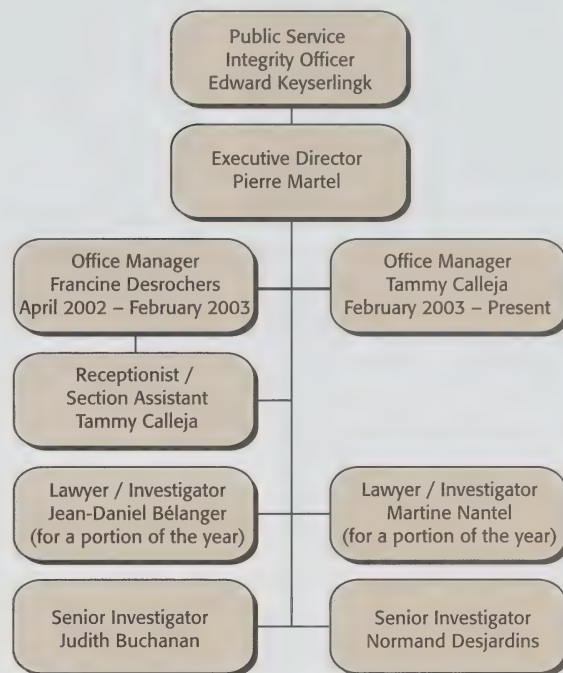 Public Service
Integrity Officer
Edward Keyserlingk
Executive Director
Pierre Martel
Office Manager
Francine Desrochers
April 2002 – February 2003
Office Manager
Tammy Calleja
February 2003 – Present
Receptionist /
Section Assistant
Tammy Calleja
Lawyer / Investigator
Jean-Daniel Bélanger
(for a portion of the year)
Lawyer / Investigator
Martine Nantel
(for a portion of the year)
Senior Investigator
Judith Buchanan
Senior Investigator
Normand Desjardins